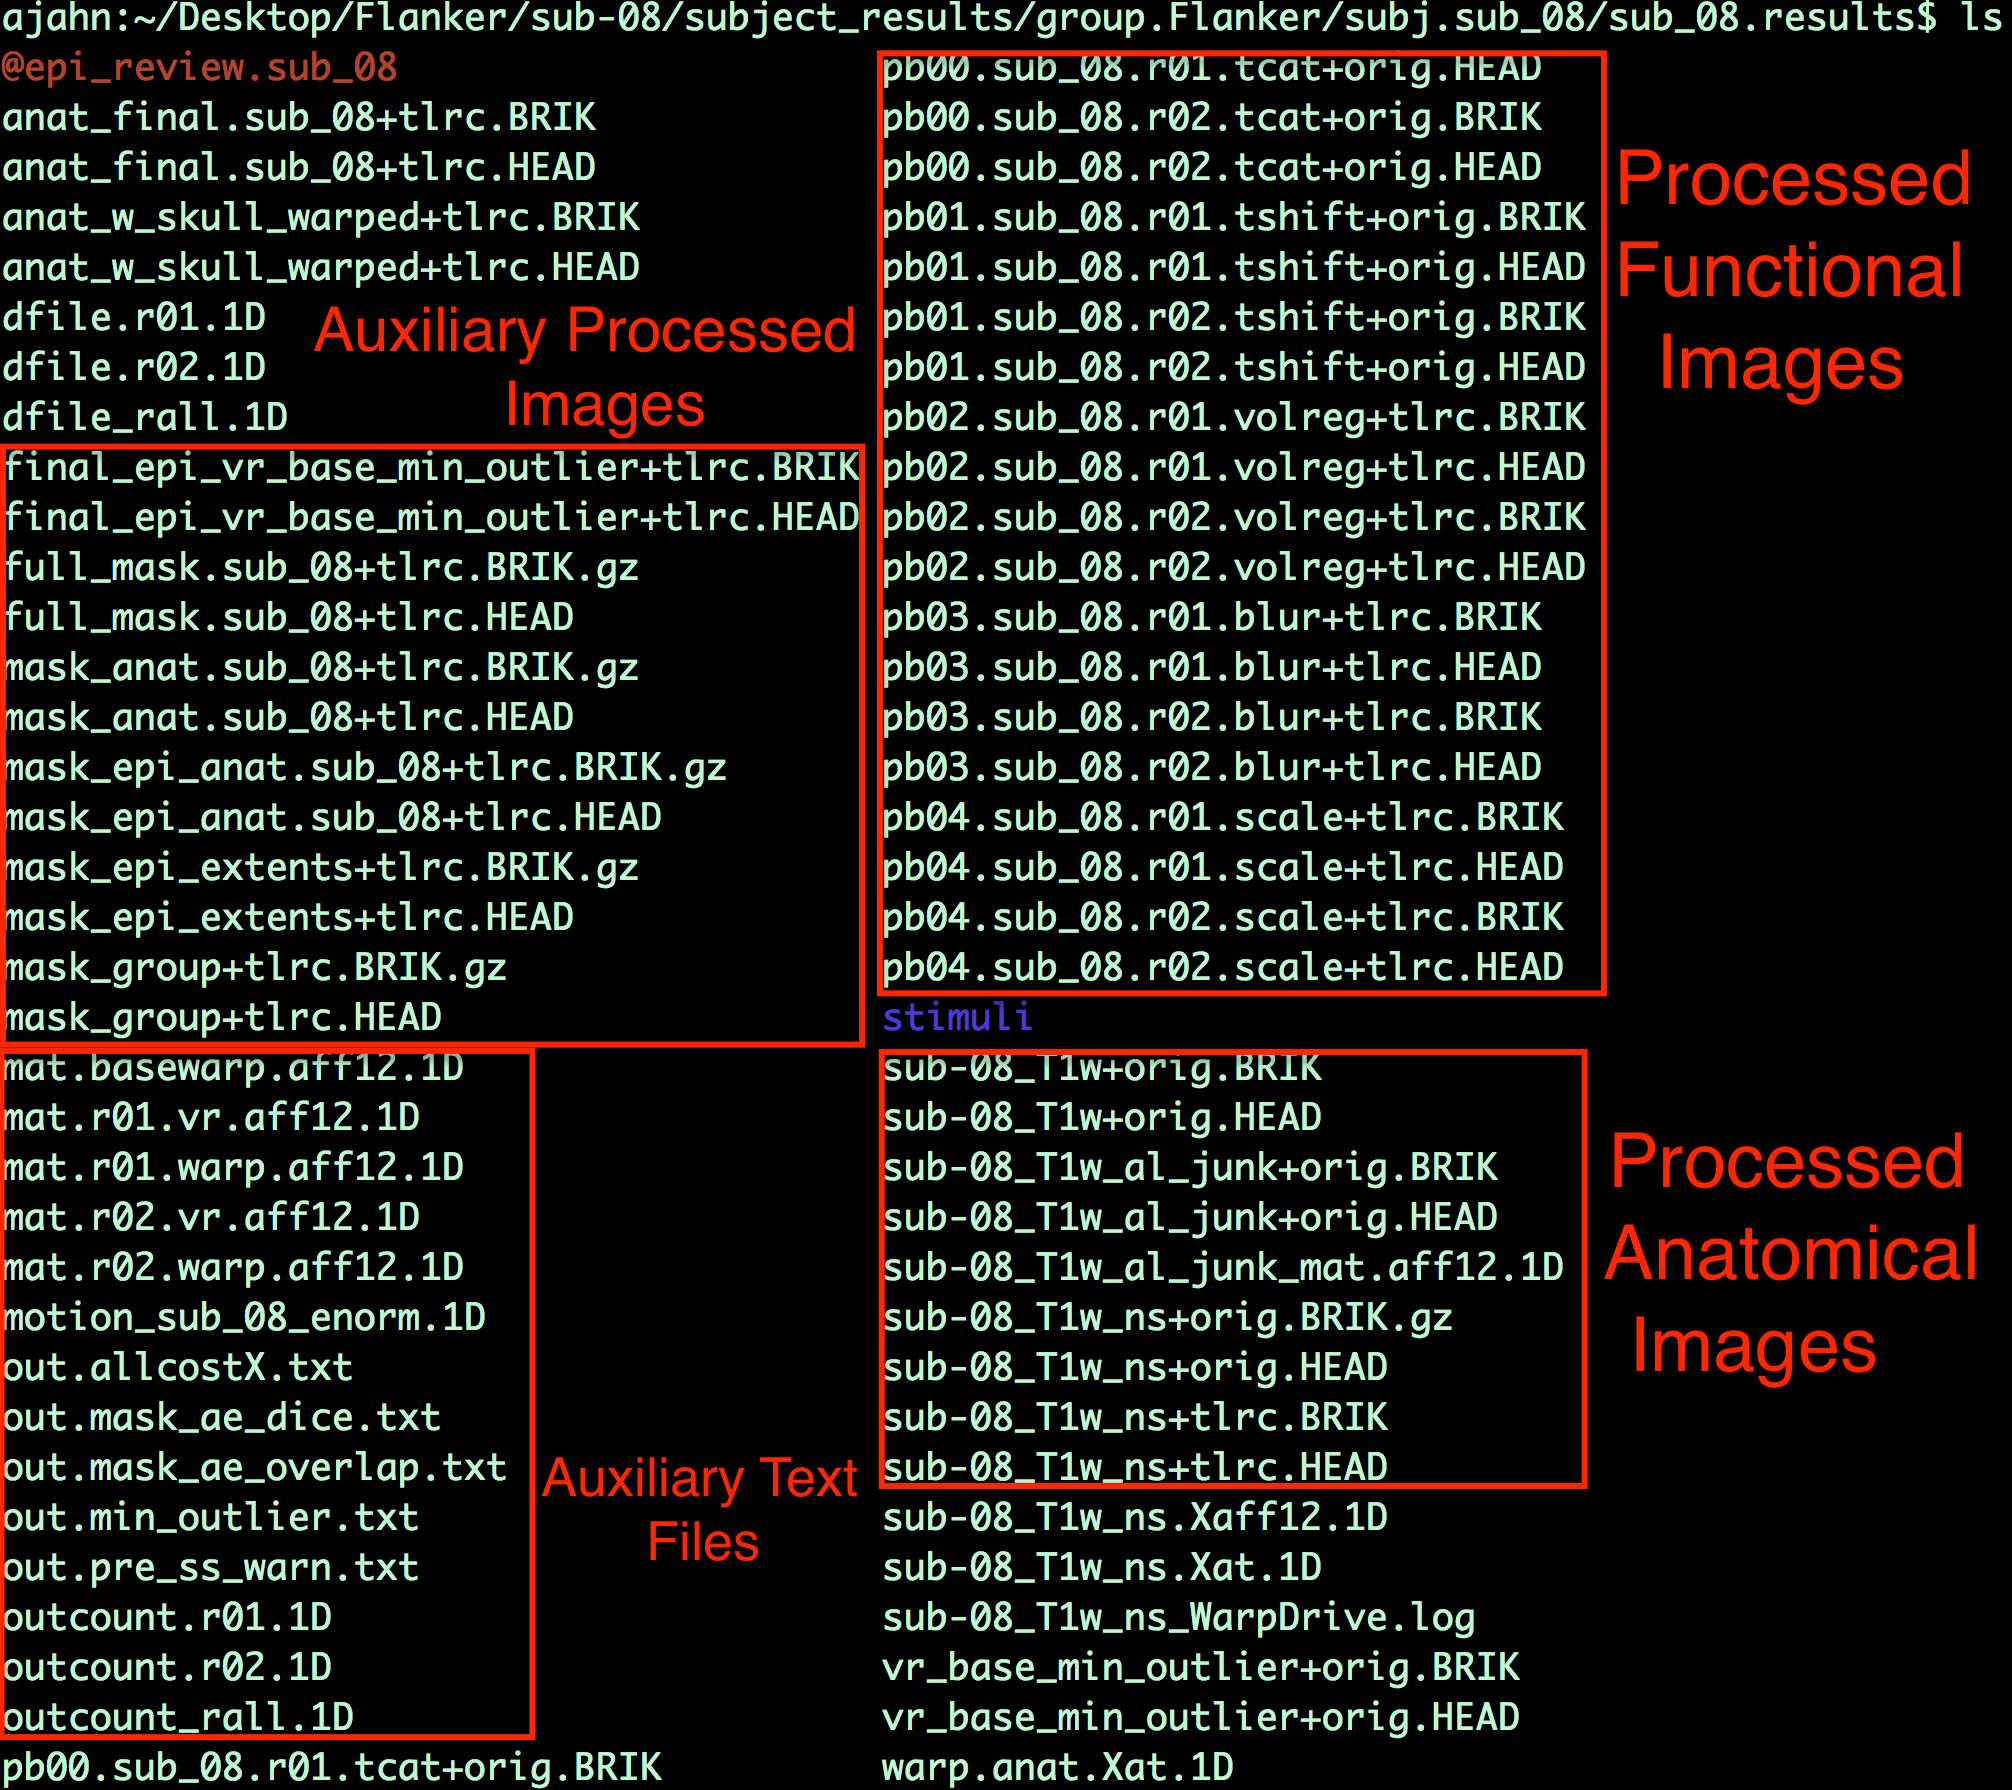 ajahn:~/Desktop/Flanker/sub-08/subject_results/group.Flanker/subj.sub_08/sub_08.results$ ls
@epi_review.sub_08
anat_final.sub_08+tlrc.BRIK
anat_final.sub_08+tlrc.HEAD
anat_w_skull_warped+tlrc.BRIK
anat_w_skull_warped+tlrc.HEAD
dfile.r01.1D
dfile.r02.1D
dfile_rall.1D
Auxiliary Processed
Images
final_epi_vr_base_min_outlier+tlrc.BRIK
final_epi_vr_base_min_outlier+tlrc.HEAD
full_mask.sub_08+tlrc.BRIK.gz
full_mask.sub_08+tlrc.HEAD
mask_anat.sub_08+tlrc.BRIK.gz
mask_anat.sub_08+tlrc.HEAD
mask_epi_anat.sub_08+tlrc.BRIK.gz
mask_epi_anat.sub_08+tlrc.HEAD
mask_epi_extents+tlrc.BRIK.gz
mask_epi_extents+tlrc.HEAD
mask_group+tlrc.BRIK.gz
mask_group+tlrc.HEAD
mat.basewarp.aff12.1D
mat.r01.vr.aff12.1D
mat.r01.warp.aff12.1D
mat.r02.vr.aff12.1D
mat.r02.warp.aff12.1D
motion_sub_08_enorm.1D
out.allcostX.txt
out.mask_ae_dice.txt
out.mask_ae_overlap.txt
out.min_outlier.txt
out.pre_ss_warn.txt
outcount.r01.1D
outcount.r02.1D
outcount_rall.1D
Auxiliary Text
Files
pb00.sub_08.r01.tcat+orig.BRIK
pb00.sub_08.r01.tcat+orig.HEAD
pb00.sub_08.r02.tcat+orig.BRIK
pb00.sub_08.r02.tcat+orig.HEAD
pb01.sub_08.r01.tshift+orig.BRIK
pb01.sub_08.r01.tshift+orig.HEAD
pb01.sub_08.r02.tshift+orig.BRIK
pb01.sub_08.r02.tshift+orig.HEAD
pb02.sub_08.r01.volreg+tlrc.BRIK
pb02.sub_08.r01.volreg+tlrc.HEAD
pb02.sub_08.r02.volreg+tlrc.BRIK
pb02.sub_08.r02.volreg+tlrc.HEAD
pb03.sub_08.r01.blur+tlrc.BRIK
pb03.sub_08.r01.blur+tlrc.HEAD
pb03.sub_08.r02.blur+tlrc.BRIK
pb03.sub_08.r02.blur+tlrc.HEAD
pb04.sub_08.r01.scale+tlrc.BRIK
pb04.sub_08.r01.scale+tlrc.HEAD
pb04.sub_08.r02.scale+tlrc.BRIK
pb04.sub_08.r02.scale+tlrc.HEAD
Processed
Functional
Images
stimuli
sub-08_T1w+orig.BRIK
sub-08_T1w+orig.HEAD
sub-08_T1w_al_junk+orig.BRIK
sub-08_T1w_al_junk+orig.HEAD
sub-08_T1w_al_junk_mat.aff12.1D
sub-08_T1w_ns+orig.BRIK.gz
sub-08_T1w_ns+orig.HEAD
sub-08_T1w_ns+tlrc.BRIK
sub-08_T1w_ns+tlrc.HEAD
Processed
Anatomical
Images
sub-08_T1w_ns.Xaff12.1D
sub-08_T1w_ns.Xat.1D
sub-08_T1w_ns_WarpDrive.log
vr_base_min_outlier+orig.BRIK
vr_base_min_outlier+orig.HEAD
warp.anat.Xat.1D